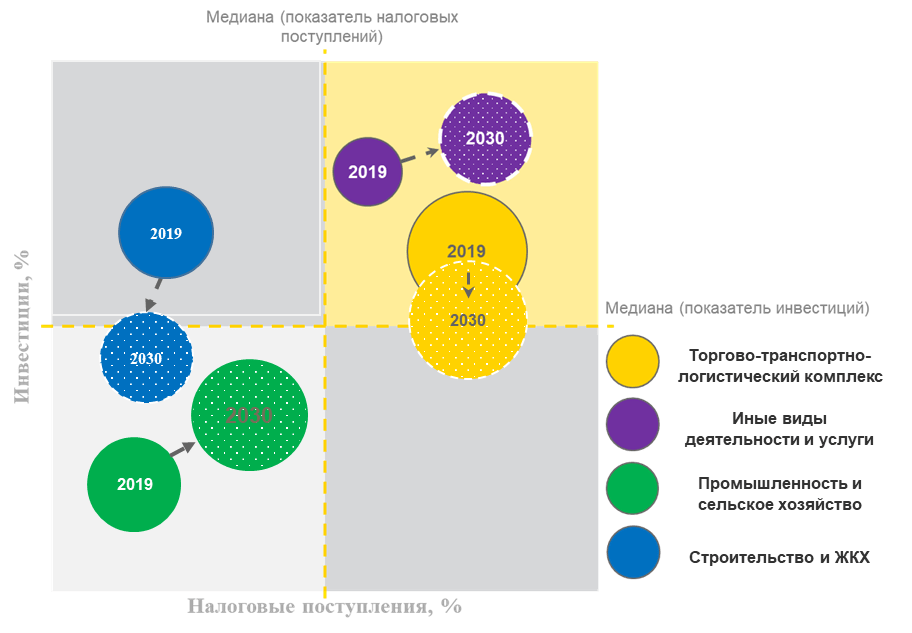 Медиана (показатель налоговых
поступлений)
2030
2019
2019
2019
2030
2030
2030
2019
Инвестиции, %
Налоговые поступления, %
Медиана (показатель инвестиций)
Торгово-транспортно-
логистический комплекс
Иные виды
деятельности и услуги
Промышленность и
сельское хозяйство
Строительство и ЖКХ